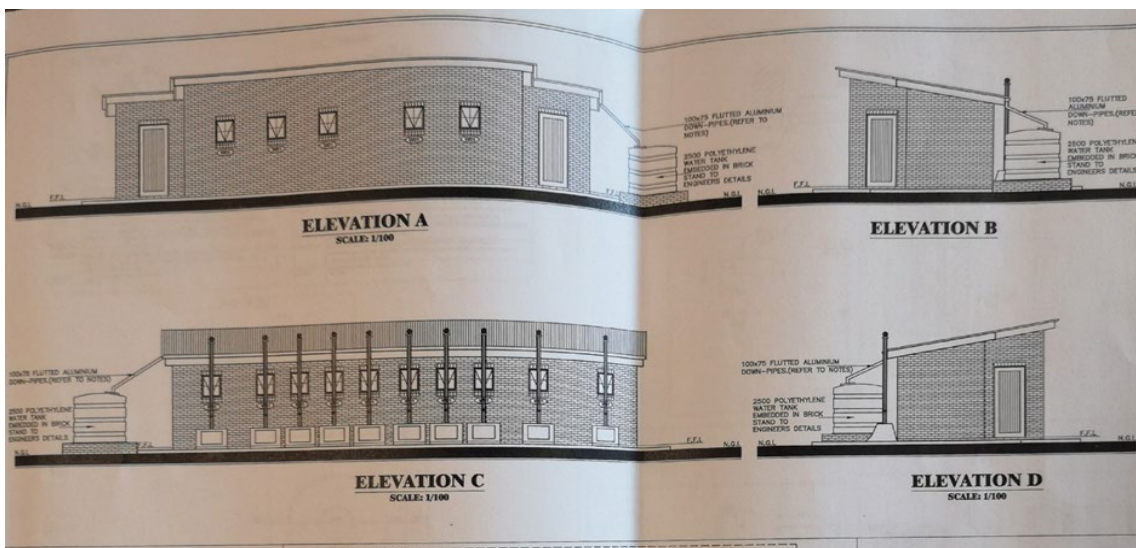 100x75 FLUTTED ALUMINIUM
DOWN-PIPES.(REFER TO
NOTES)
2500 POLYETHYLENE
WATER TANK
EMBEDDED IN BRICK
STAND TO
ENGINEERS DETAILS
N.G.L
F.F.L
F.F.L
N.G.L
ELEVATION A
SCALE: 1/100
100x75 FLUTTED
ALUMINIUM
DOWN-PIPES.(REFER
NOTES)
2500 POLYETHYLENE
WATER TANK
EMBEDDED IN BRICK
STAND TO
ENGINEERS DETAILS
N.G.L
F.F.L
N.G.L
ELEVATION B
100x75 FLUTTED ALUMINIUM
DOWN-PIPES.(REFER TO NOTES)
2500 POLYETHYLENE
WATER TANK
EMBEDDED IN BRICK
STAND TO
ENGINEERS DETAILS
N.G.L
F.F.L
F.F.L
N.G.L
ELEVATION C
SCALE: 1/100
100x75 FLUTTED ALUMINIUM
DOWN-PIPES.(REFER TO NOTES)
2500 POLYETHYLENE
WATER TANK
EMBEDDED IN BRICK
STAND TO
ENGINEERS DETAILS
N.G.L
F.F.L
N.G.L
ELEVATION D
SCALE: 1/100